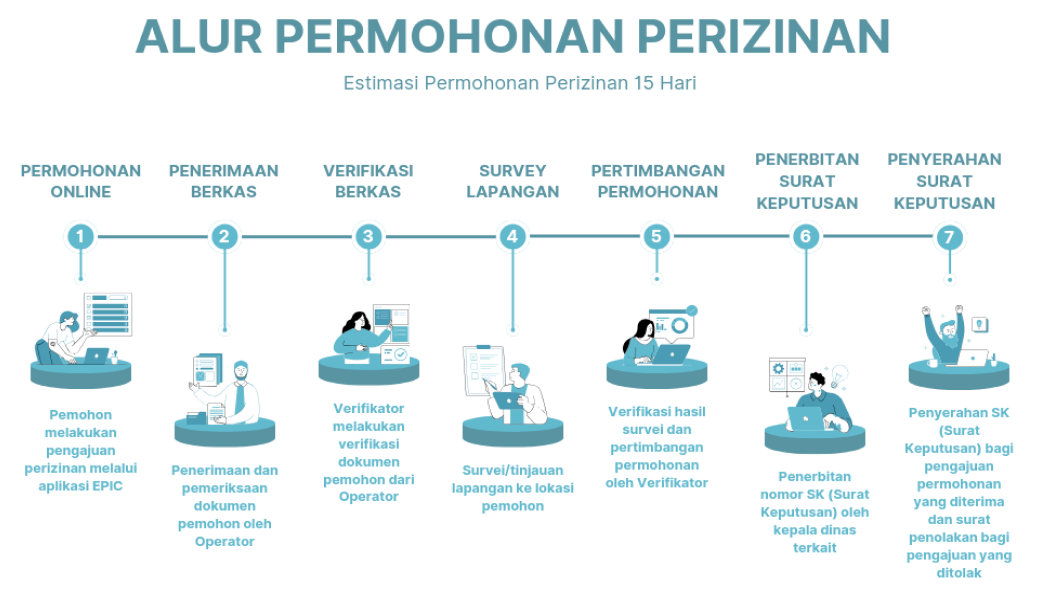 ALUR PERMOHONAN PERIZINAN
Estimasi Permohonan Perizinan 15 Hari
PERMOHONAN
ONLINE
1
Pemohon
melakukan
pengajuan
perizinan melalui
aplikasi EPIC
PENERIMAAN
BERKAS
2
Penerimaan dan
pemeriksaan
dokumen
pemohon oleh
Operator
VERIFIKASI
BERKAS
3
Verifikator
melakukan
verifikasi
dokumen
pemohon dari
Operator
SURVEY
LAPANGAN
4
Survei/tinjauan
lapangan ke lokasi
pemohon
PERTIMBANGAN
PERMOHONAN
5
Verifikasi hasil
survei dan
pertimbangan
permohonan
oleh Verifikator
PENERBITAN
SURAT
KEPUTUSAN
6
Penerbitan
nomor SK (Surat
Keputusan) oleh
kepala dinas
terkait
PENYERAHAN
SURAT
KEPUTUSAN
7
Penyerahan SK
(Surat
Keputusan) bagi
pengajuan
permohonan
yang diterima
dan surat
penolakan bagi
pengajuan yang
ditolak